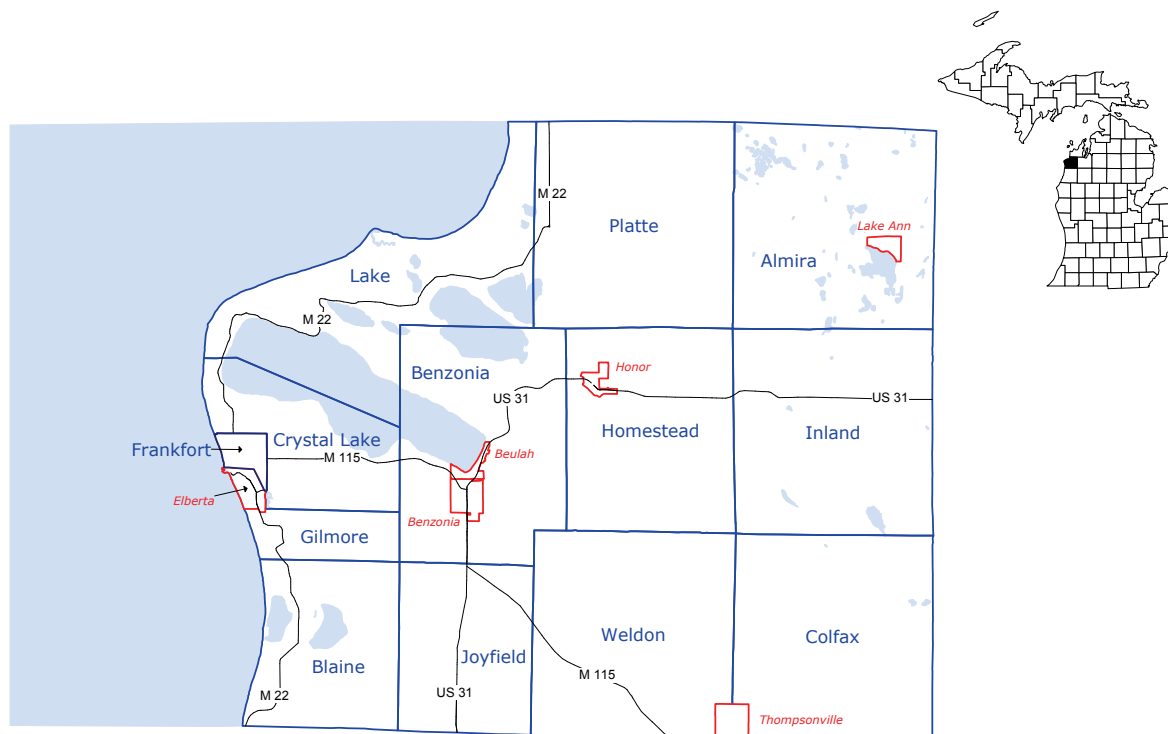 M 22
Platte
Lake Ann
Almira
Lake
M 22
Benzonia
Honor
US 31
US 31
Homestead
Inland
Frankfort
Crystal Lake
M 115
Beulah
Elberta
Benzonia
Gilmore
Weldon
Colfax
Joyfield
Blaine
M 115
M 22
US 31
Thompsonville